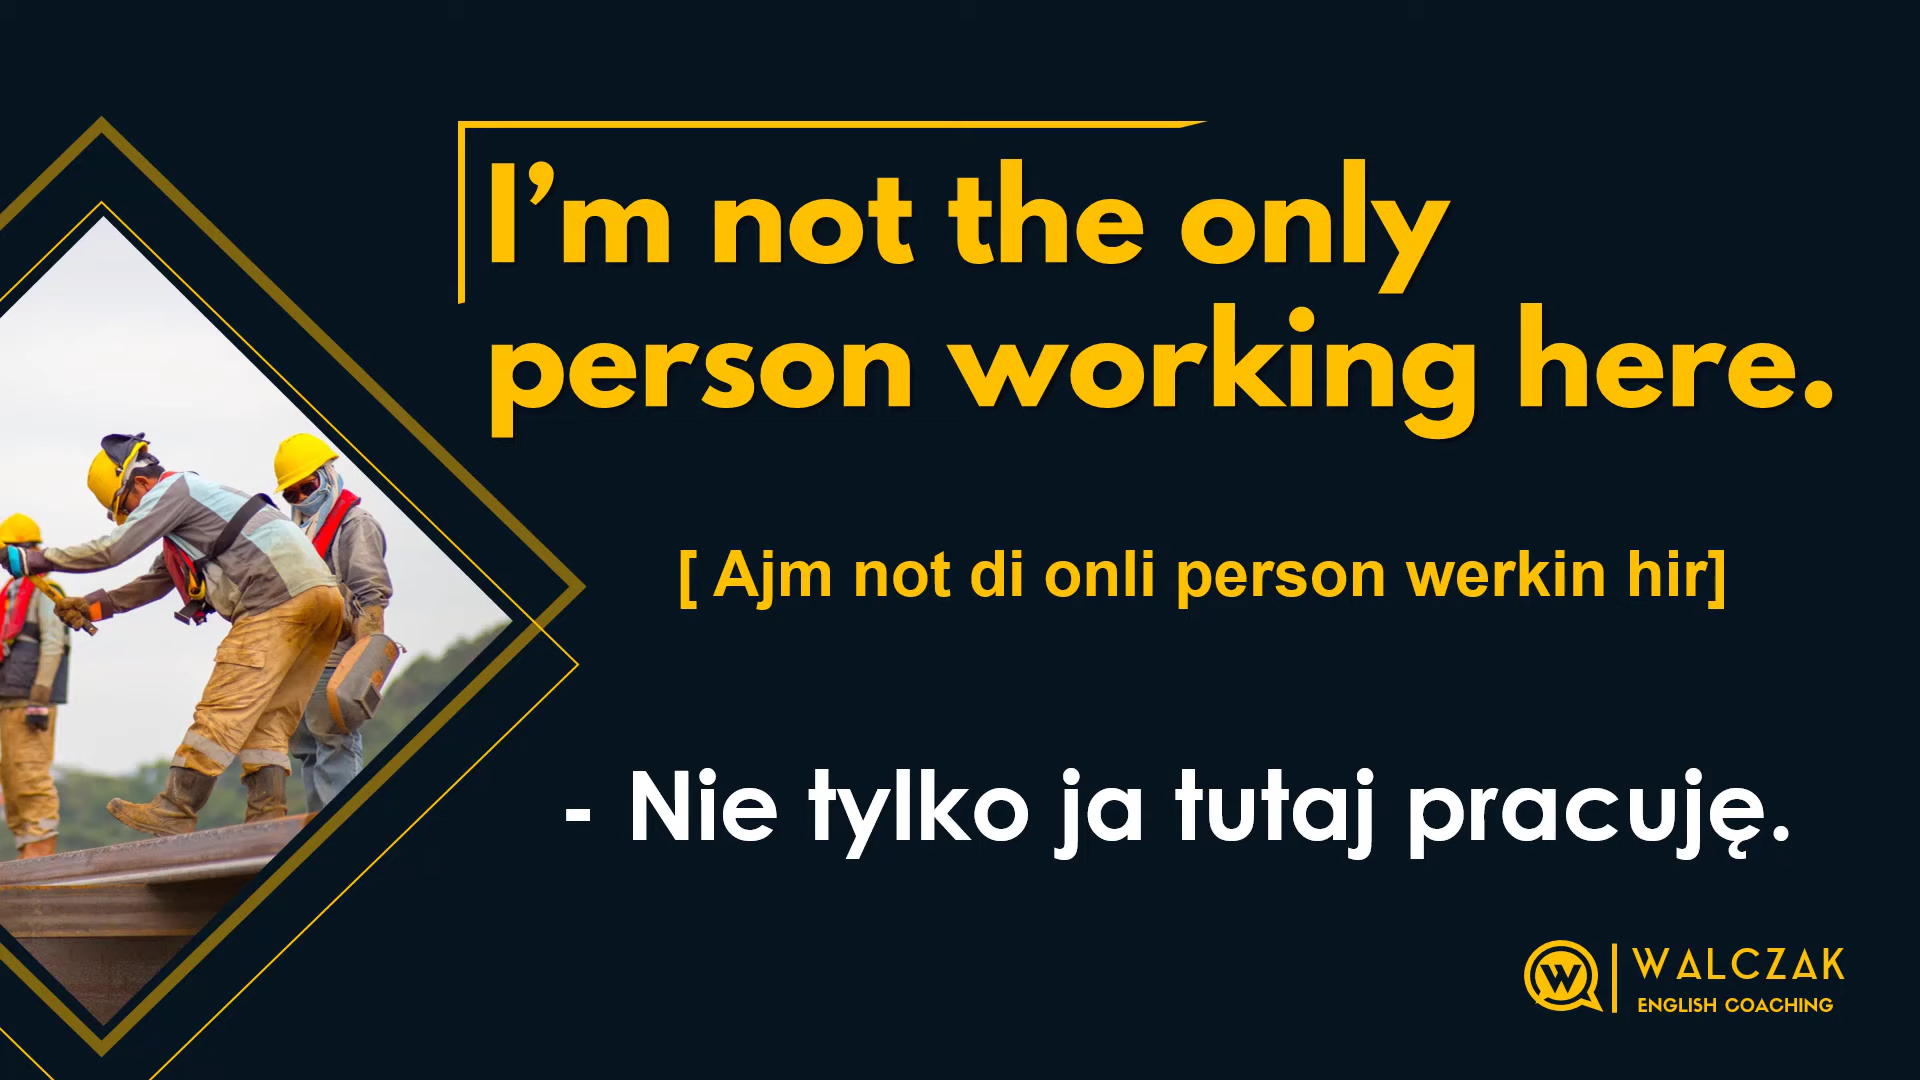 I’m not the only
person working here.
[ Ajm not di onli person werkin hir]
- Nie tylko ja tutaj pracuję.
W
WALCZAK
ENGLISH COACHING